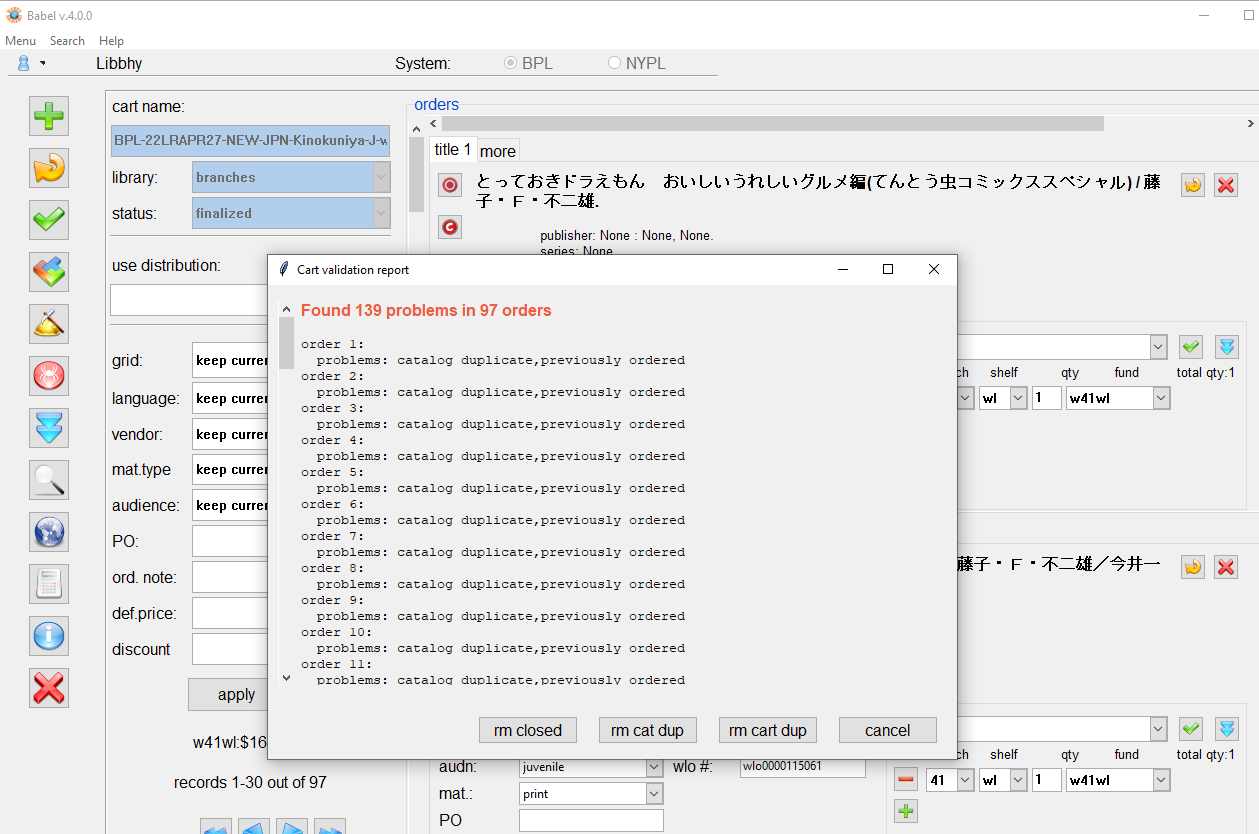 Babel v.4.0.0
Menu Search Help
Libbhy System: BPL NYPL
cart name:
BPL-22LRAPR27-NEW-JPN-Kinokuniya-J-w
library: branches
status: finalized
use distribution:
grid: keep curren
language: keep curren
vendor: keep curren
mat.type keep curren
audience: keep curren
PO:
ord. note:
def.price:
discount
apply
w41wl:$16
records 1-30 out of 97
orders
title 1 more
とっておきドラえもん　おいしいうれしいグルメ編(てんとう虫コミックススペシャル) / 藤
子・Ｆ・不二雄.
publisher: None : None, None.
series: None
Cart validation report
Found 139 problems in 97 orders
order 1:
problems: catalog duplicate,previously ordered
order 2:
problems: catalog duplicate,previously ordered
order 3:
problems: catalog duplicate,previously ordered
order 4:
problems: catalog duplicate,previously ordered
order 5:
problems: catalog duplicate,previously ordered
order 6:
problems: catalog duplicate,previously ordered
order 7:
problems: catalog duplicate,previously ordered
order 8:
problems: catalog duplicate,previously ordered
order 9:
problems: catalog duplicate,previously ordered
order 10:
problems: catalog duplicate,previously ordered
order 11:
problems: catalog duplicate,previously ordered
rm closed rm cat dup rm cart dup cancel
ch shelf qty fund total qty:1
wl 1 w41wl
藤子・Ｆ・不二雄／今井一
ch shelf qty fund total qty:1
41 wl 1 w41wl
audn: juvenile wlo #: wlo0000115061
mat.: print
PO